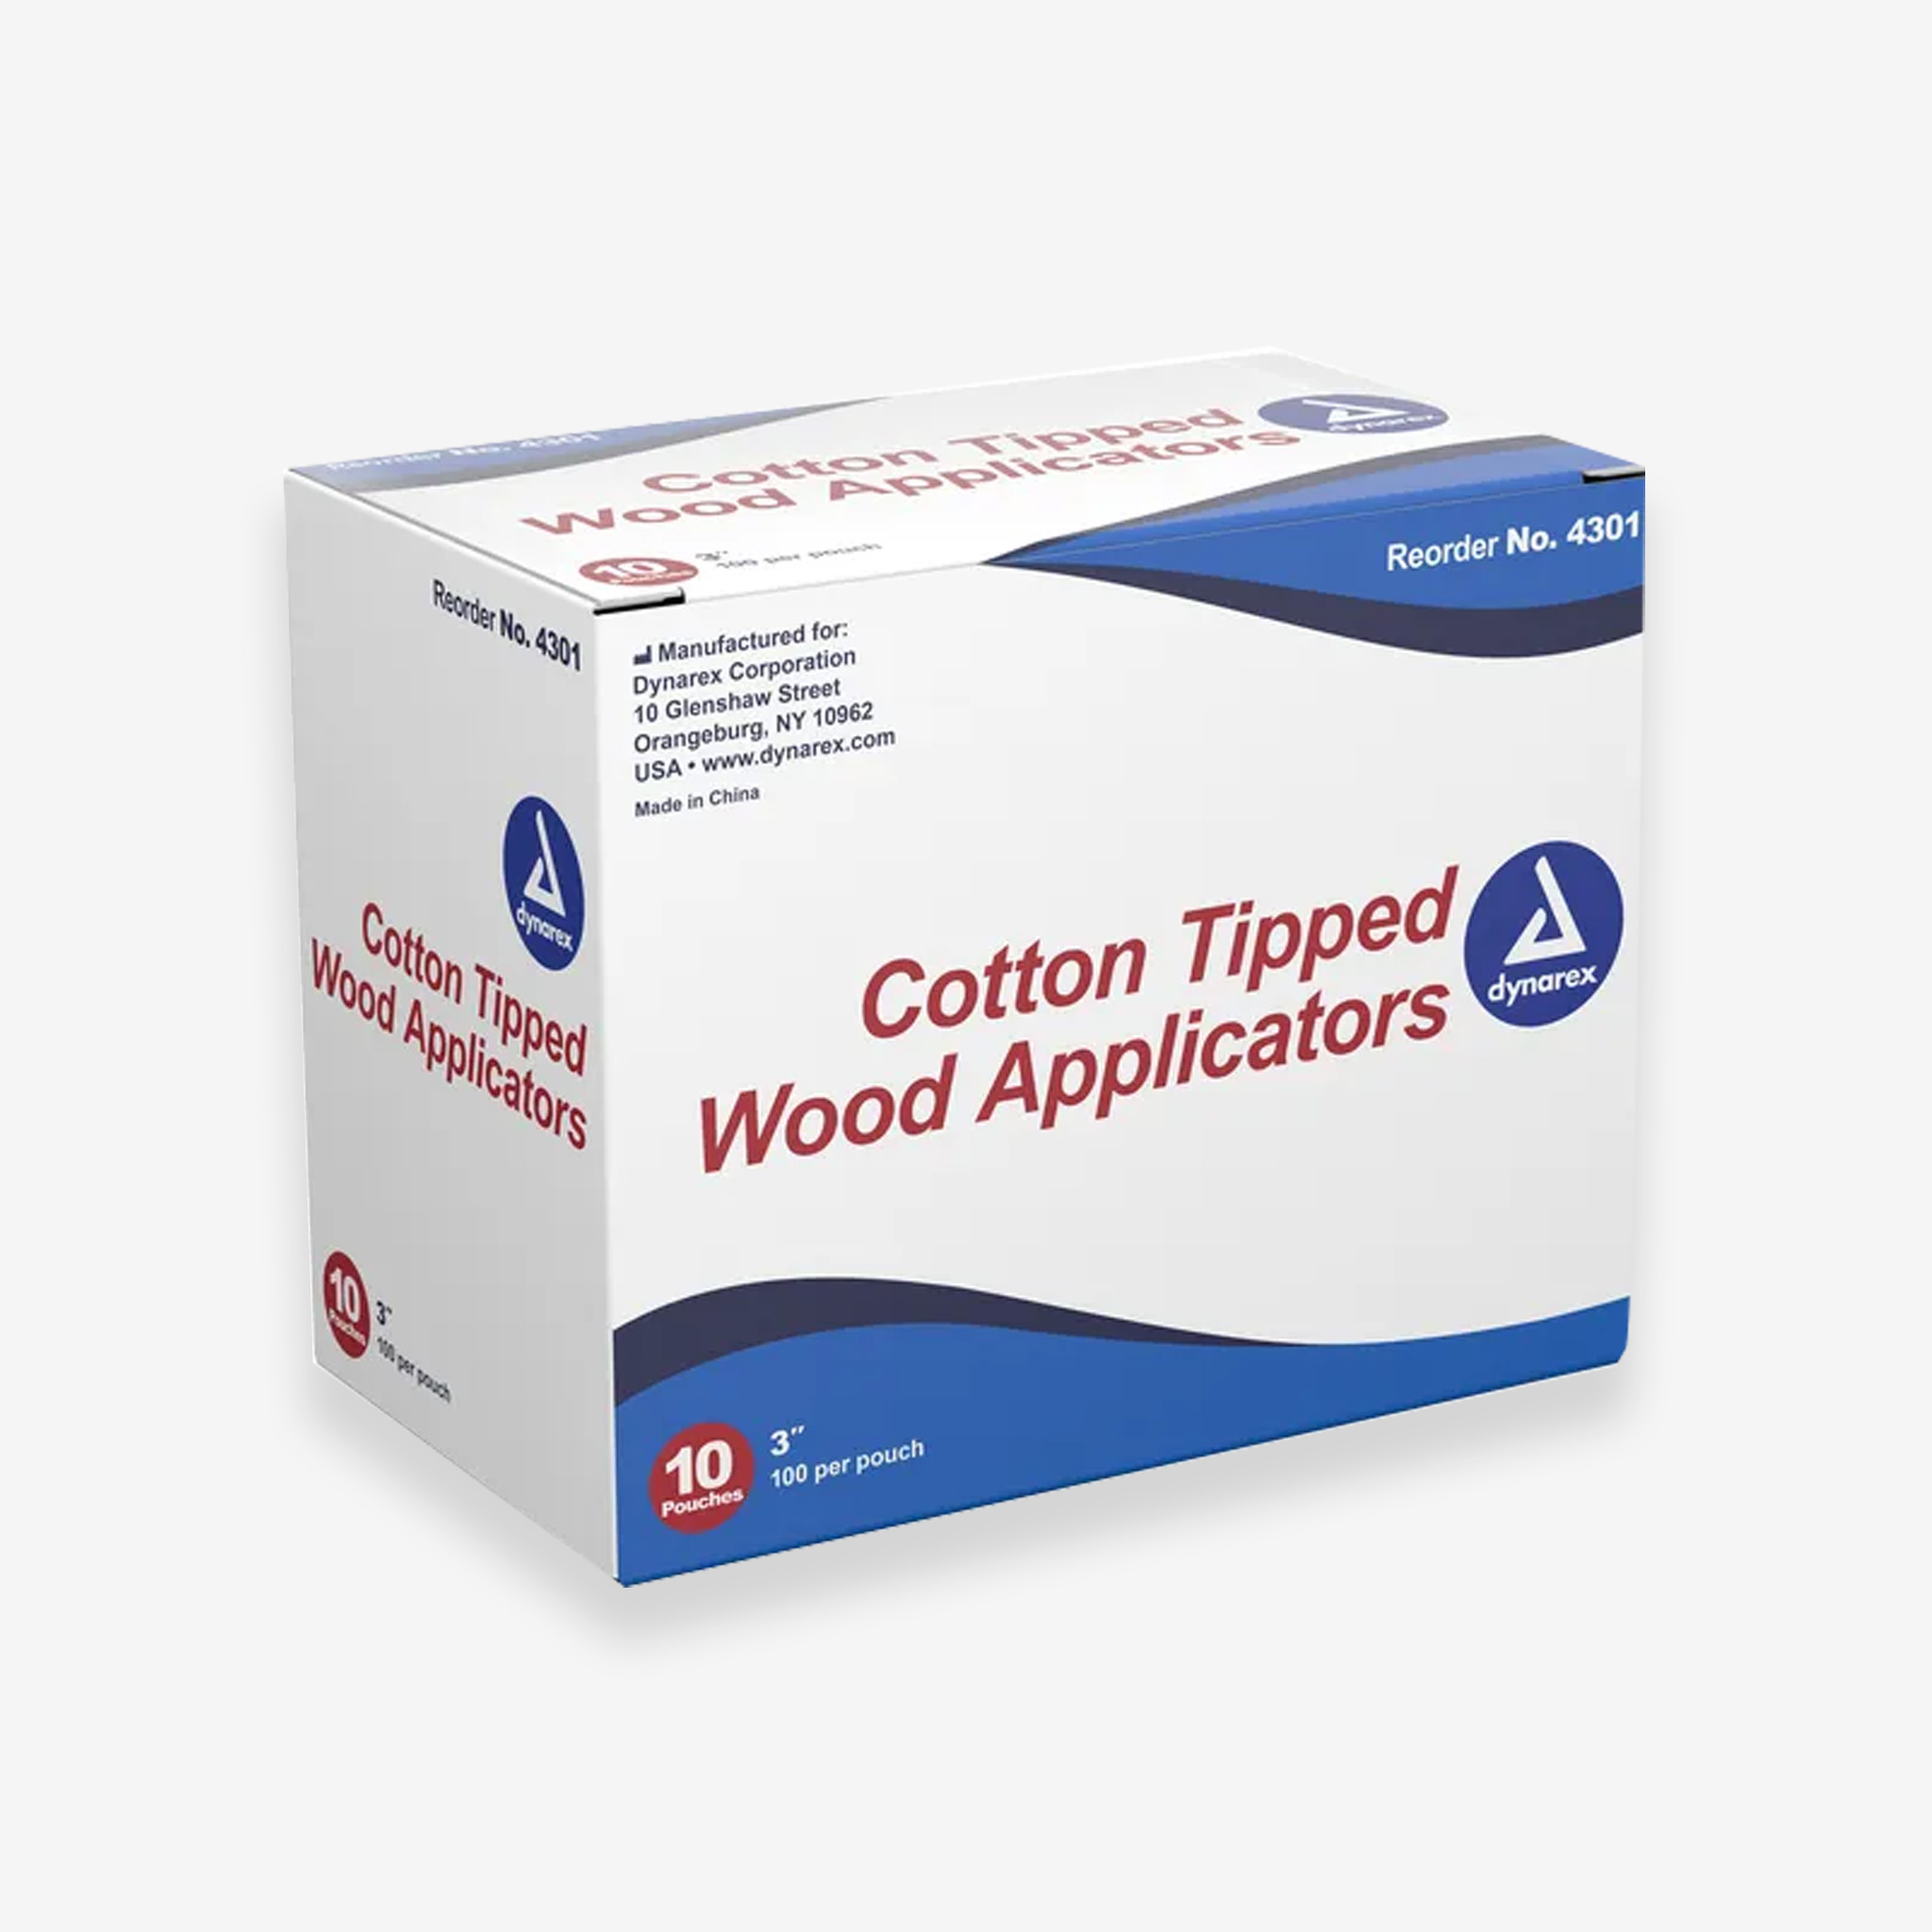 Reorder No. 4301
Cotton Tipped
Wood Applicators
dynarex
10
Pouches
3"
100 per pouch
Reorder No. 4301
dynarex
Cotton Tipped
Wood Applicators
10
Pouches
3"
100 per pouch
Reorder No. 4301
Manufactured for:
Dynarex Corporation
10 Glenshaw Street
Orangeburg, NY 10962
USA • www.dynarex.com
Made in China
Cotton Tipped
Wood Applicators
dynarex
10
Pouches
3"
100 per pouch